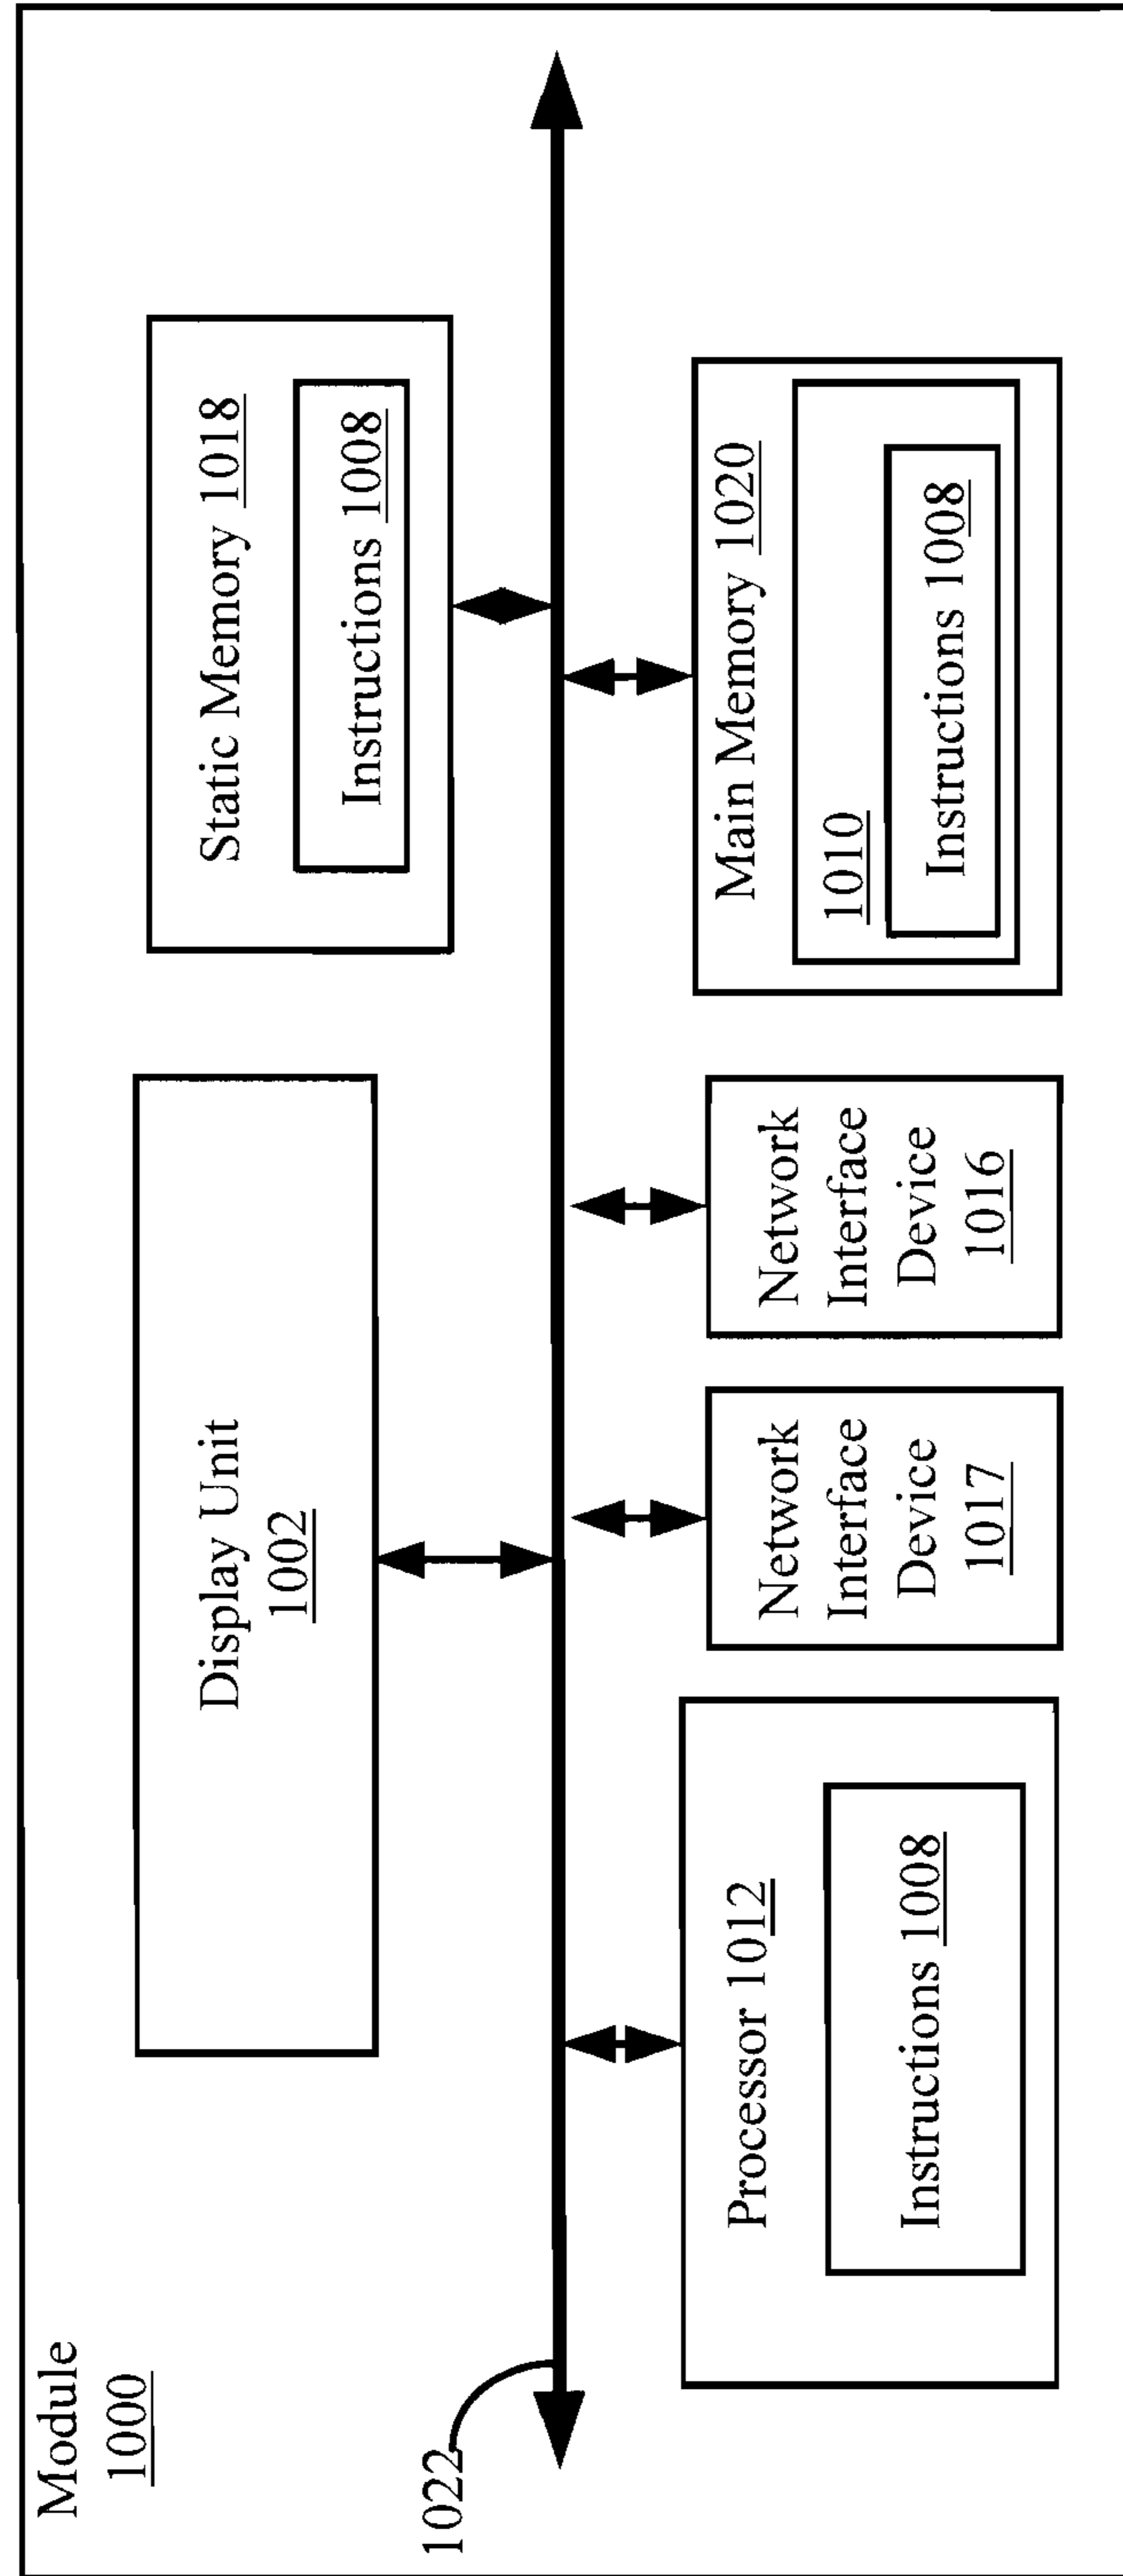 Module
1000
1022
Display Unit
1002
Static Memory 1018
Instructions 1008
Processor 1012
Instructions 1008
Network
Interface
Device
1017
Network
Interface
Device
1016
Main Memory 1020
1010
Instructions 1008